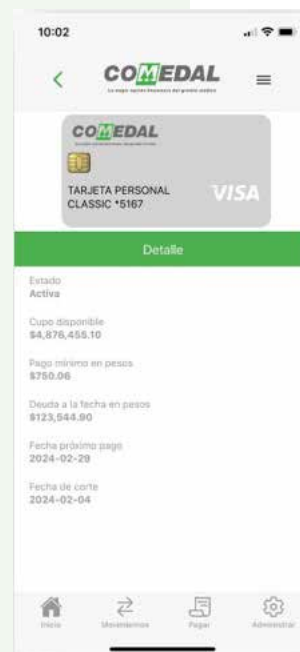 10:02
COMEDAL
COMEDAL
TARJETA PERSONAL
CLASSIC *5167
VISA
Detalle
Estado
Activa
Cupo disponible
$4,876,455.10
Pago mínimo en pesos
$750.06
Deuda a la fecha en pesos
$123,544.90
Fecha próximo pago
2024-02-29
Fecha de corte
2024-02-04
Inicio
Movimientos
Pagar
Administrar